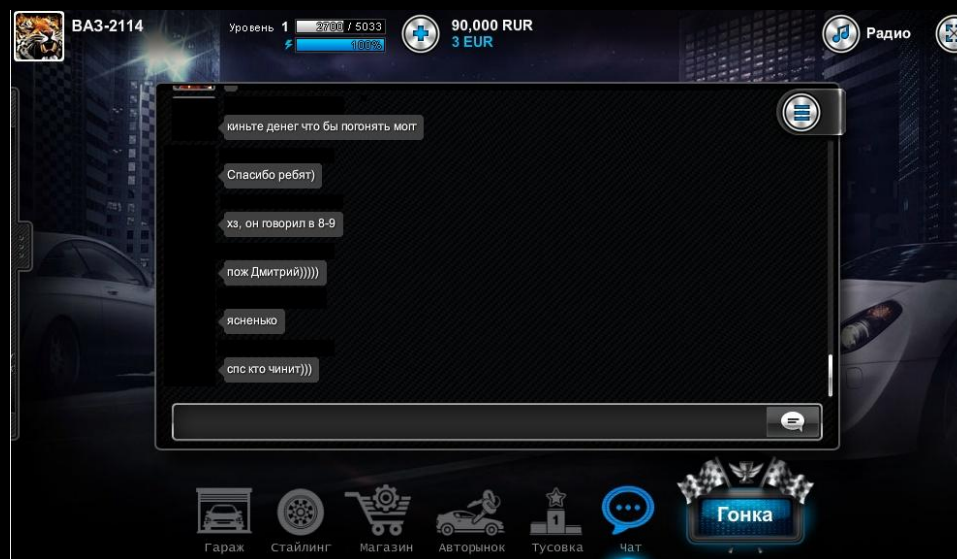 ВАЗ-2114
Уровень 1 2700 / 5033
100%
90,000 RUR
3 EUR
Радио
киньте денег что бы погонять могг
Спасибо ребят)
хз, он говорил в 8-9
пож Дмитрий)))))
ясненько
спс кто чинит)))
Гонка
Гараж Стайлинг Магазин Авторынок Тусовка Чат
1